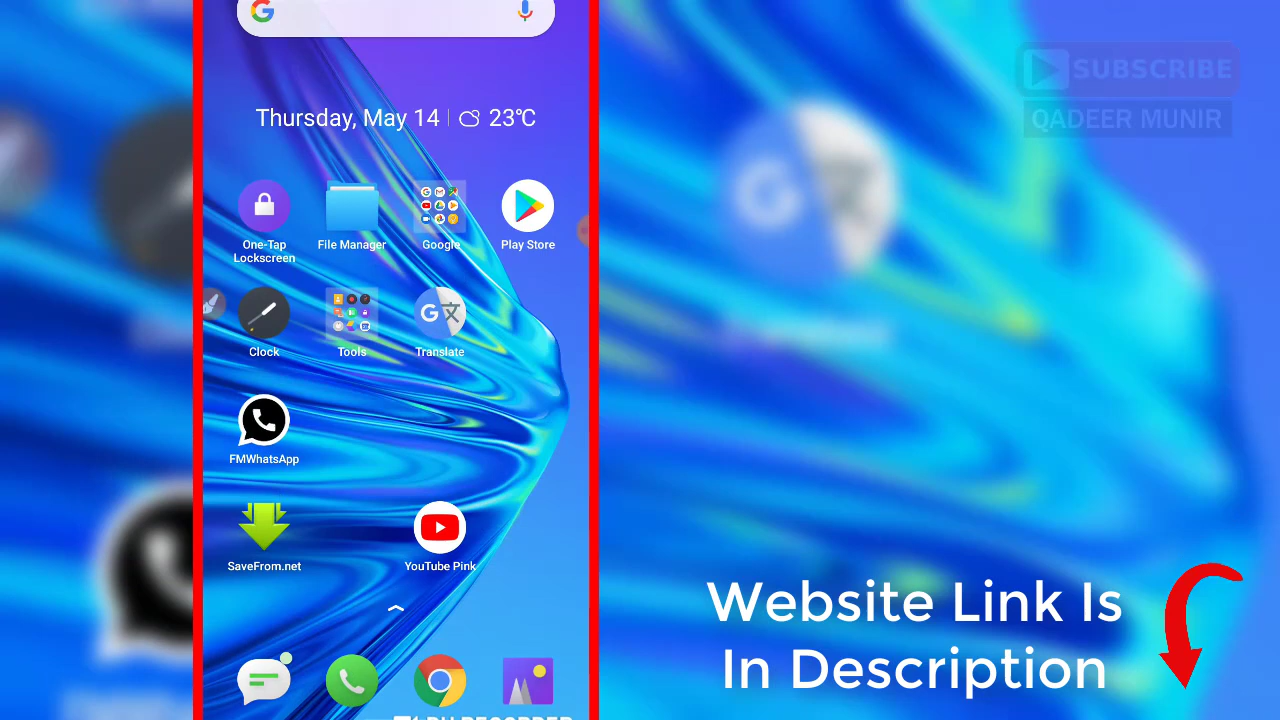 SUBSCRIBE
QADEER MUNIR
Thursday, May 14 23°C
One-Tap
Lockscreen
File Manager
Google
Play Store
Clock
Tools
Translate
FMWhatsApp
SaveFrom.net
YouTube Pink
Website Link Is
In Description